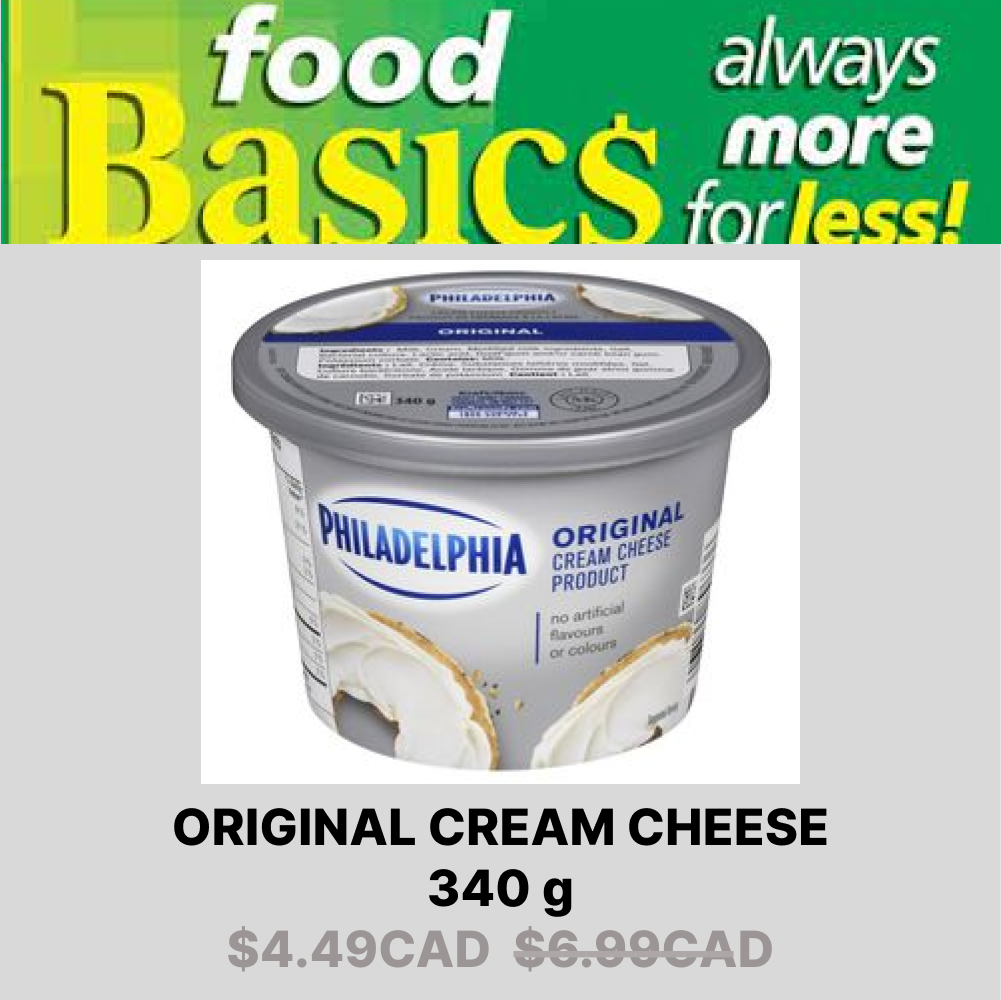 food
Basics
always
more
for less!
PHILADELPHIA
ORIGINAL
340 g
PHILADELPHIA
ORIGINAL
CREAM CHEESE
PRODUCT
no artificial
flavours
or colours
ORIGINAL CREAM CHEESE
340 g
$4.49CAD $6.99CAD